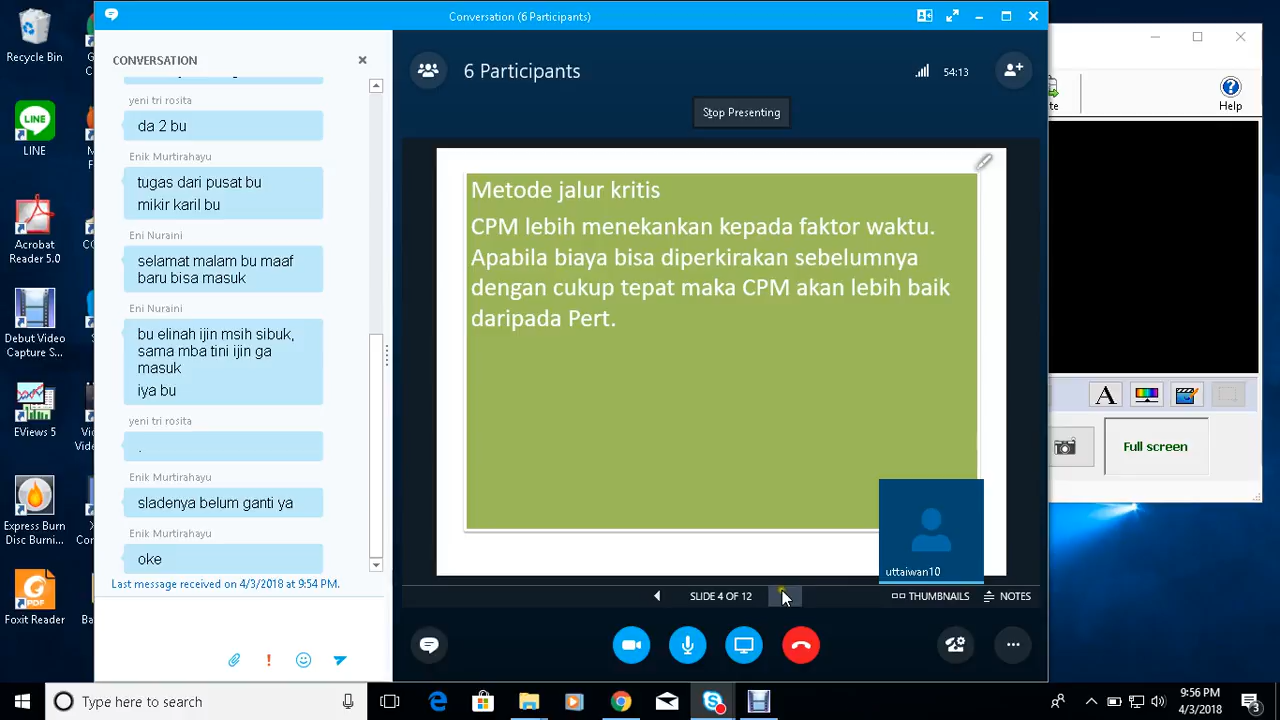 Recycle Bin
LINE
Acrobat
Reader 5.0
Debut Video
Capture S...
EViews 5
Express Burn
Disc Burni...
Foxit Reader
Conversation (6 Participants)
CONVERSATION
yeni tri rosita
da 2 bu
Enik Murtirahayu
tugas dari pusat bu
mikir karil bu
Eni Nuraini
selamat malam bu maaf
baru bisa masuk
Eni Nuraini
bu elinah ijin msih sibuk,
sama mba tini ijin ga
masuk
iya bu
yeni tri rosita
.
Enik Murtirahayu
sladenya belum ganti ya
Enik Murtirahayu
oke
Last message received on 4/3/2018 at 9:54 PM.
6 Participants
54:13
Stop Presenting
Metode jalur kritis
CPM lebih menekankan kepada faktor waktu.
Apabila biaya bisa diperkirakan sebelumnya
dengan cukup tepat maka CPM akan lebih baik
daripada Pert.
uttaiwan10
SLIDE 4 OF 12
THUMBNAILS
NOTES
Help
A
Full screen
Type here to search
9:56 PM
4/3/2018
3